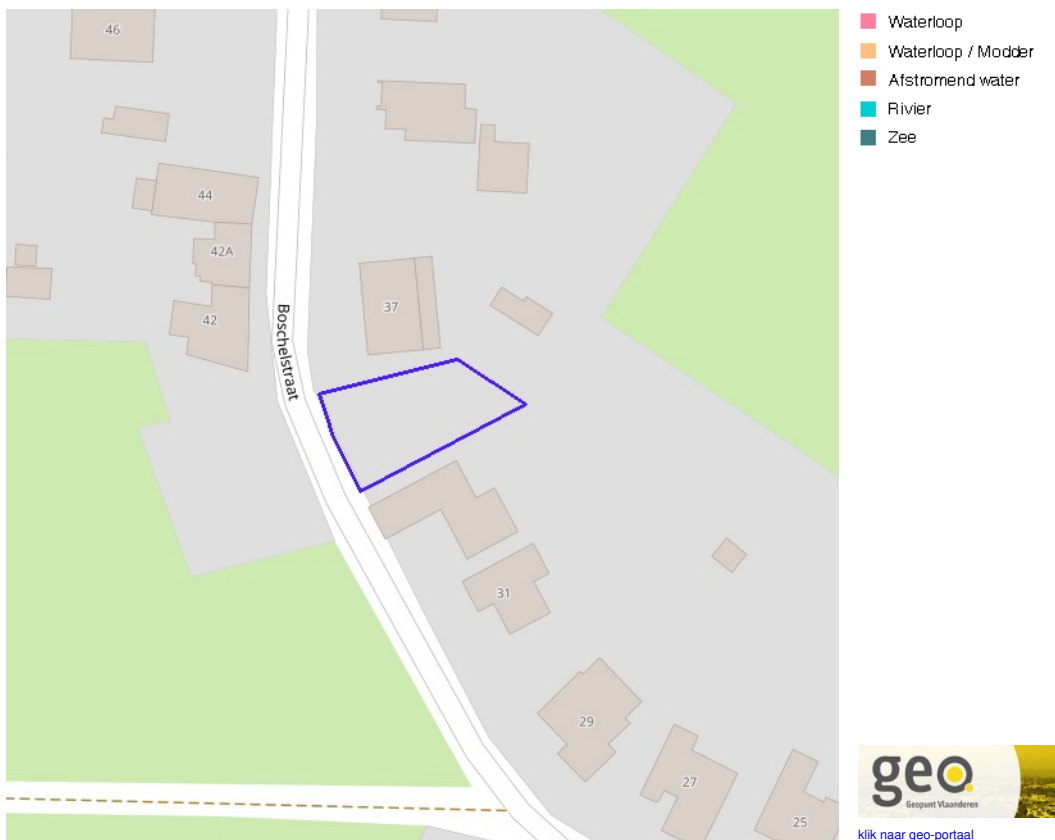 46
44
42A
42
37
Boschelstraat
31
29
27
25
Waterloop
Waterloop / Modder
Afstromend water
Rivier
Zee
geo
Geopunt Vlaanderen
klik naar geo-portaal